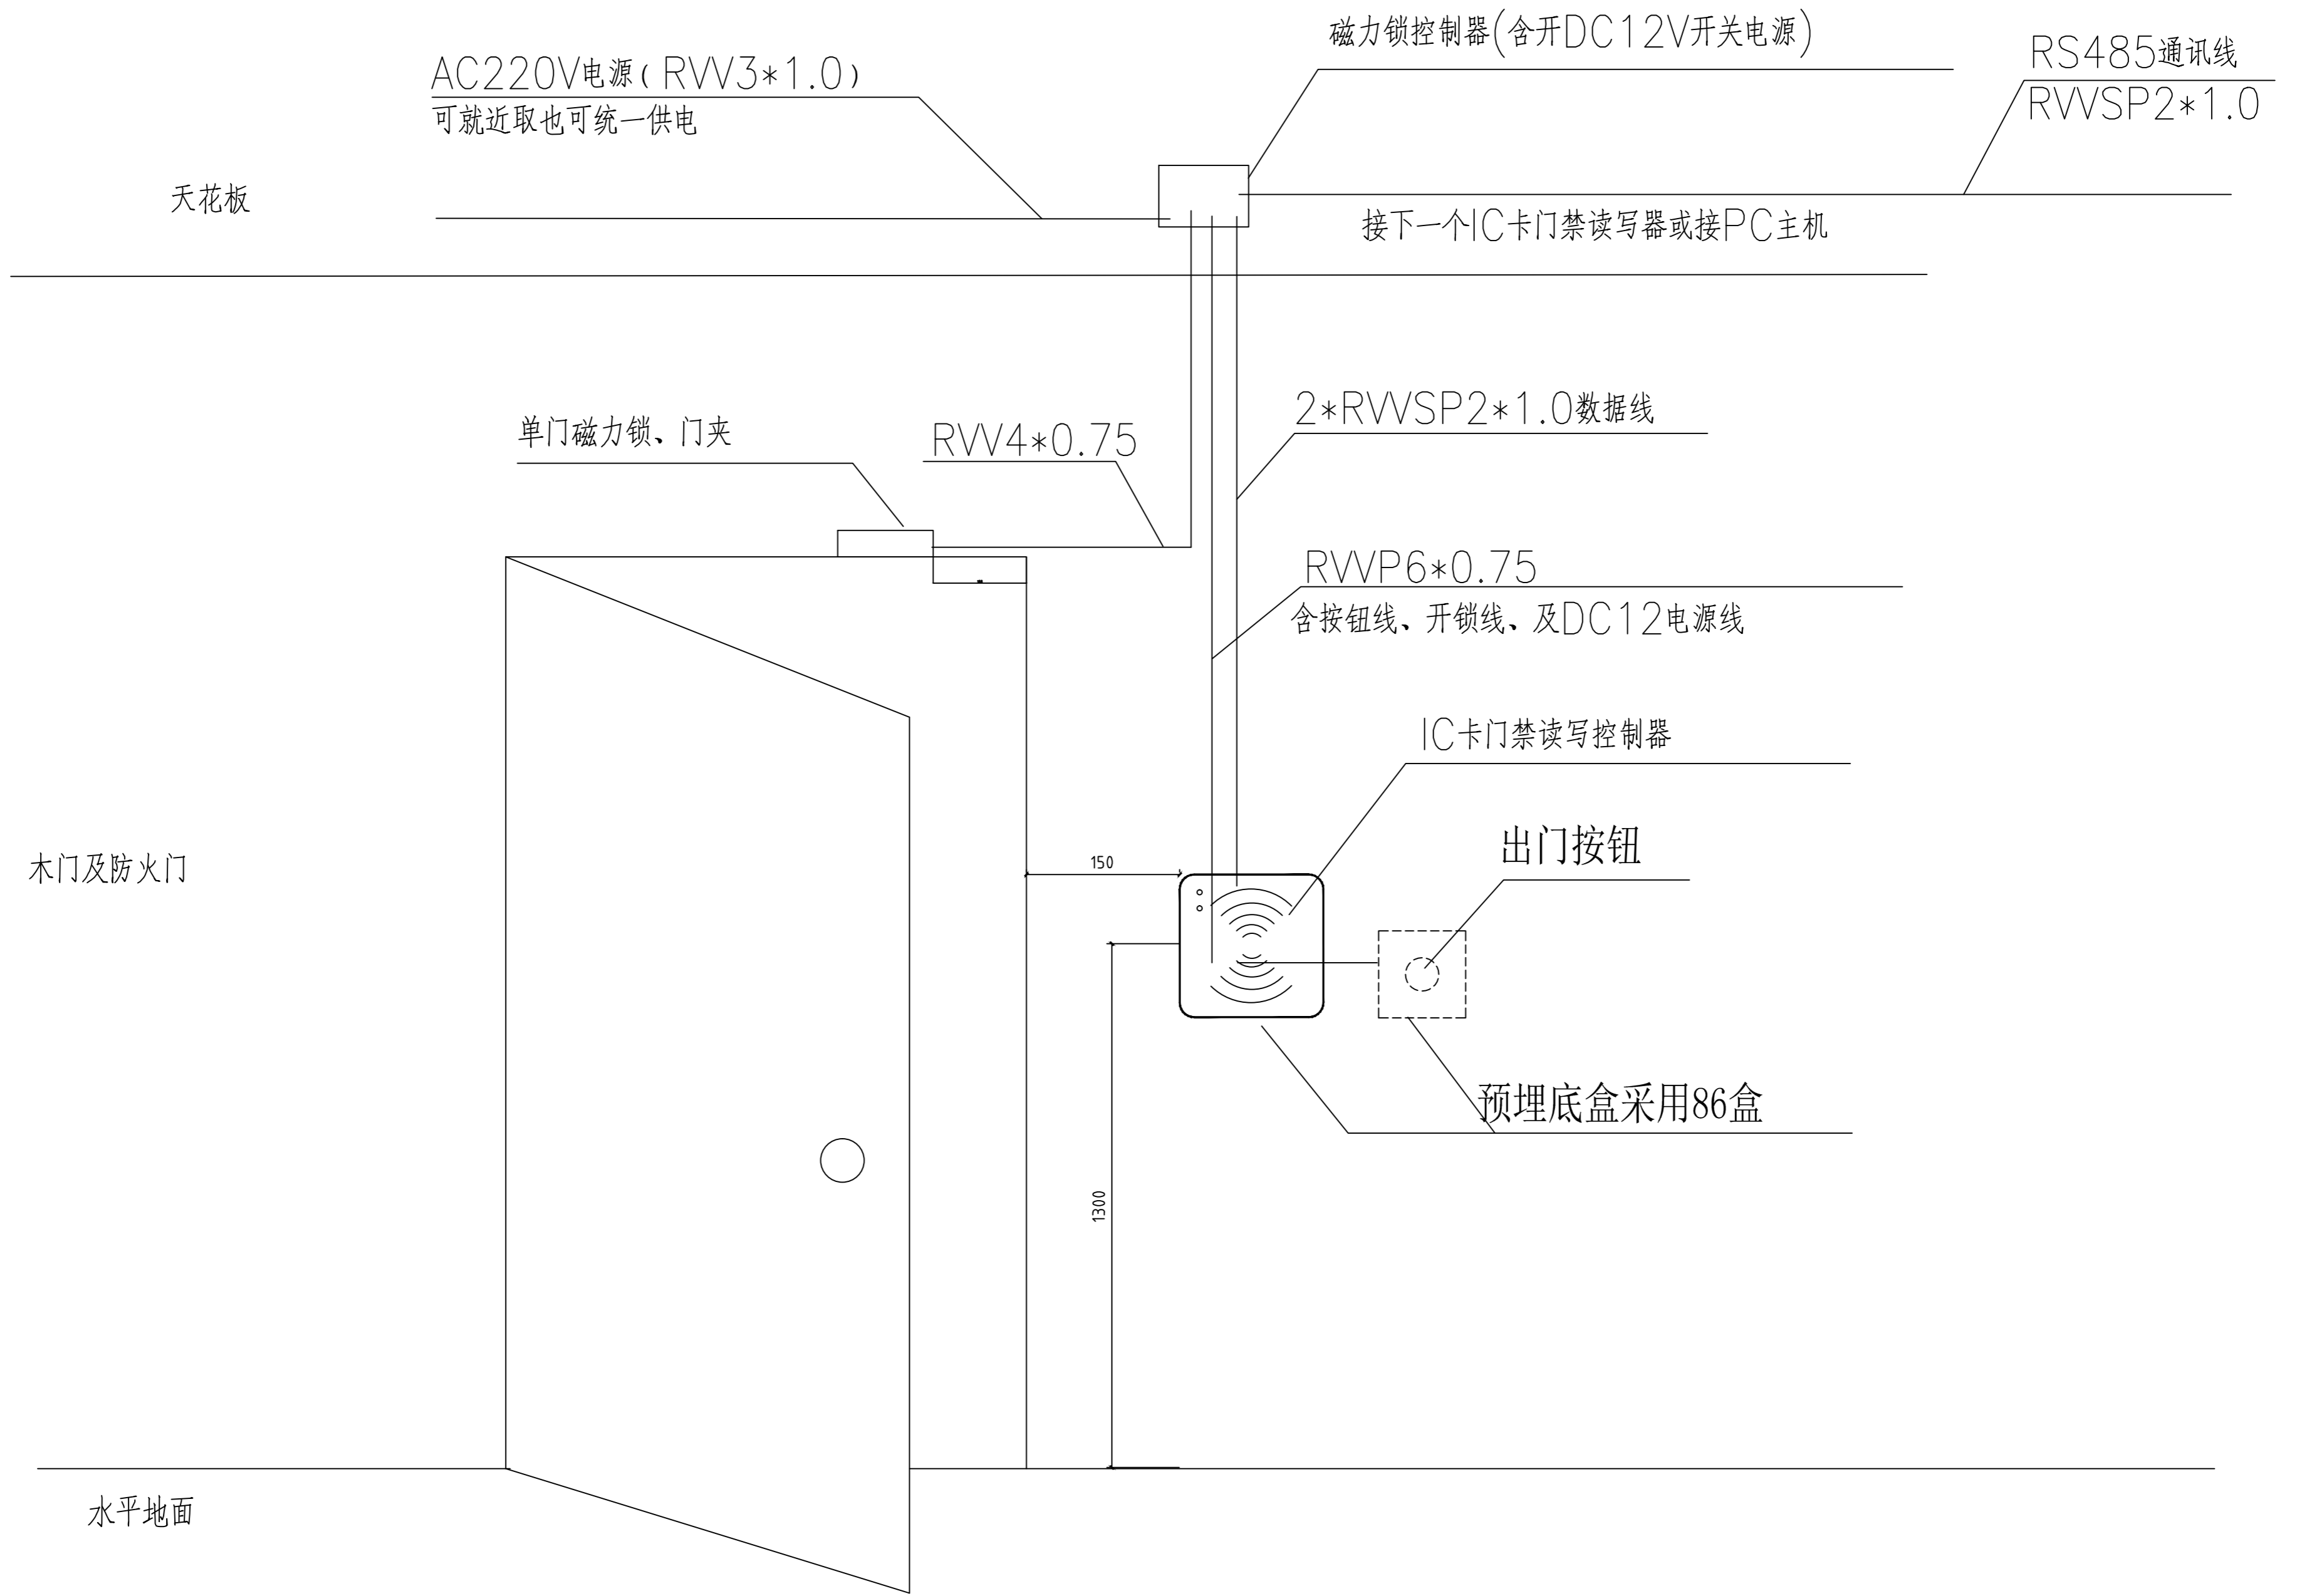 磁力锁控制器(含开DC12V开关电源)
RS485通讯线
AC220V电源(RVV3*1.0)
RVVSP2*1.0
可就近取也可统一供电
天花板
接下一个IC卡门禁读写器或接PC主机
2*RVVSP2*1.0数据线
单门磁力锁、门夹
RVV4*0.75
RVVP6*0.75
含按钮线、开锁线、及DC12电源线
IC卡门禁读写控制器
出门按钮
木门及防火门
150
预埋底盒采用86盒
1300
水平地面